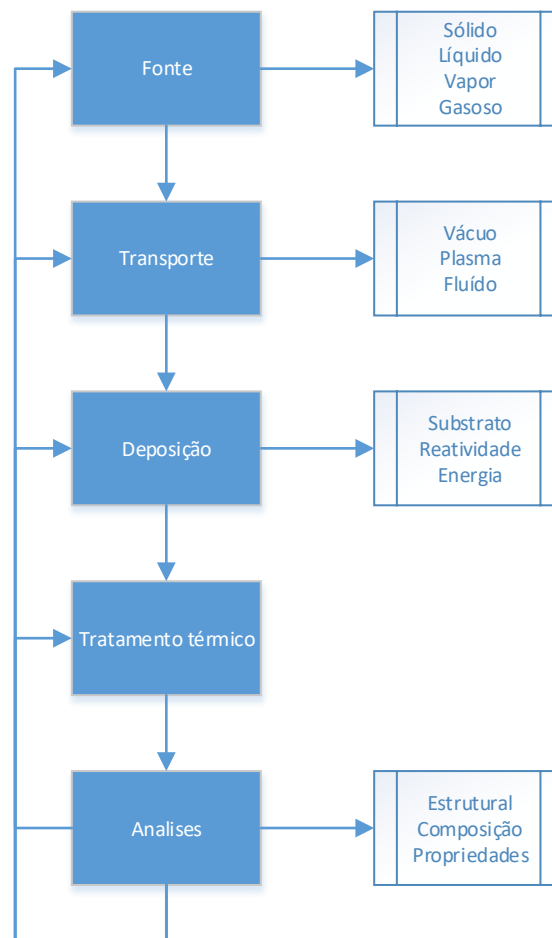 Fonte
Sólido
Líquido
Vapor
Gasoso
Transporte
Vácuo
Plasma
Fluído
Deposição
Substrato
Reatividade
Energia
Tratamento térmico
Analises
Estrutural
Composição
Propriedades